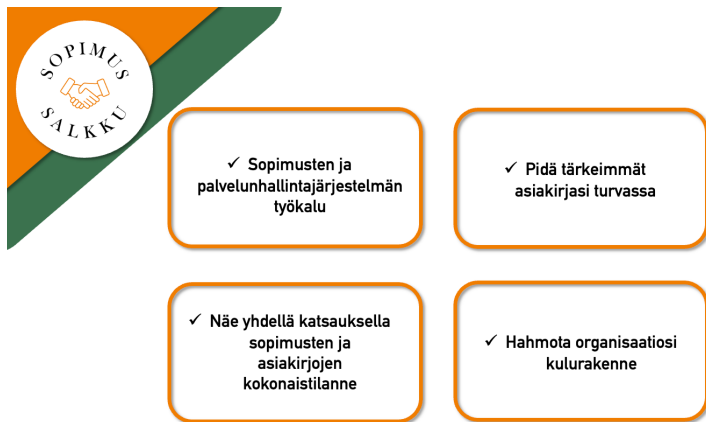 SOPIMUS
SALKKU
✓ Sopimusten ja
palvelunhallintajärjestelmän
työkalu
✓ Pidä tärkeimmät
asiakirjasi turvassa
✓ Näe yhdellä katsauksella
sopimusten ja
asiakirjojen
kokonaistilanne
✓ Hahmota organisaatiosi
kulurakenne